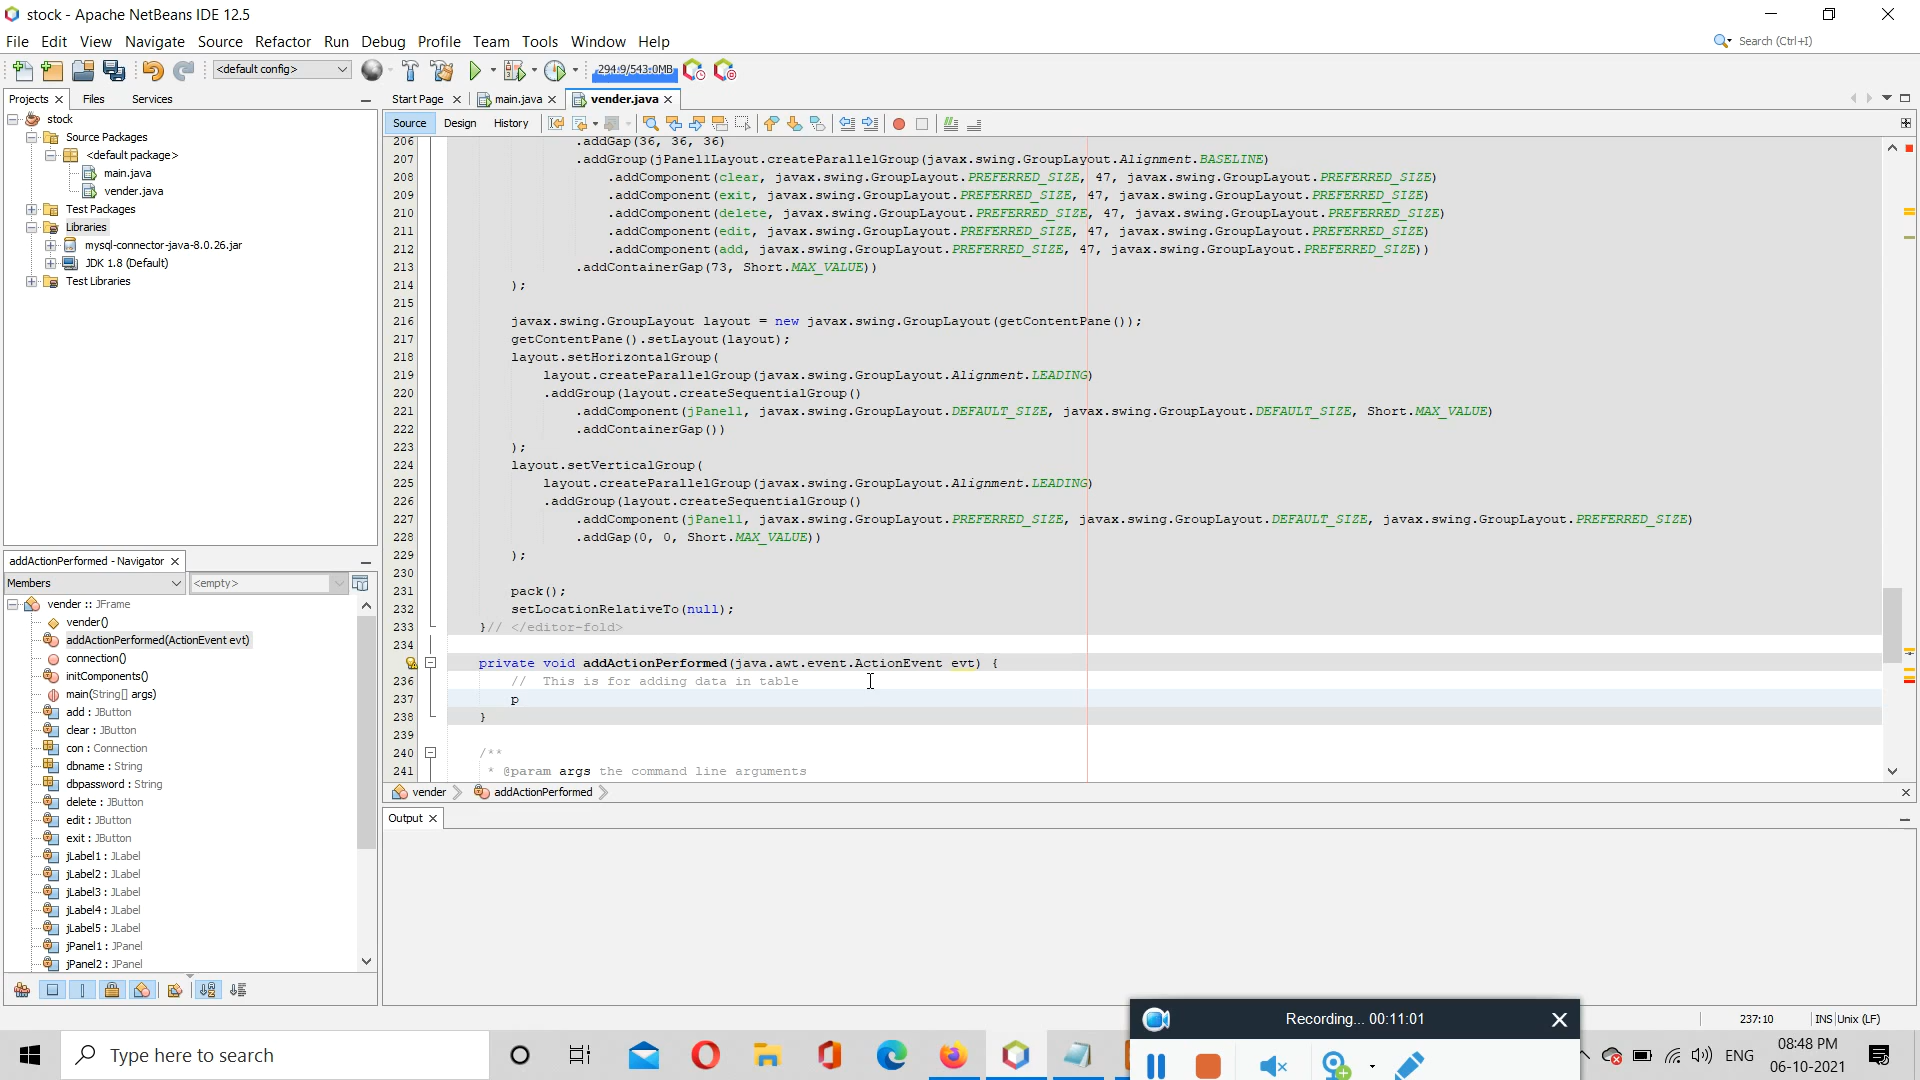 stock - Apache NetBeans IDE 12.5
File Edit View Navigate Source Refactor Run Debug Profile Team Tools Window Help
Search (Ctrl+I)
<default config>
294.9/543.0MB
Projects Files Services
Start Page main.java vender.java
stock
Source Packages
<default package>
main.java
vender.java
Test Packages
Libraries
mysql-connector-java-8.0.26.jar
JDK 1.8 (Default)
Test Libraries
Source Design History
206 .addGap(36, 36, 36)
207 .addGroup(jPanel1Layout.createParallelGroup(javax.swing.GroupLayout.Alignment.BASELINE)
208 .addComponent(clear, javax.swing.GroupLayout.PREFERRED_SIZE, 47, javax.swing.GroupLayout.PREFERRED_SIZE)
209 .addComponent(exit, javax.swing.GroupLayout.PREFERRED_SIZE, 47, javax.swing.GroupLayout.PREFERRED_SIZE)
210 .addComponent(delete, javax.swing.GroupLayout.PREFERRED_SIZE, 47, javax.swing.GroupLayout.PREFERRED_SIZE)
211 .addComponent(edit, javax.swing.GroupLayout.PREFERRED_SIZE, 47, javax.swing.GroupLayout.PREFERRED_SIZE)
212 .addComponent(add, javax.swing.GroupLayout.PREFERRED_SIZE, 47, javax.swing.GroupLayout.PREFERRED_SIZE))
213 .addContainerGap(73, Short.MAX_VALUE))
214 );
215
216 javax.swing.GroupLayout layout = new javax.swing.GroupLayout(getContentPane());
217 getContentPane().setLayout(layout);
218 layout.setHorizontalGroup(
219 layout.createParallelGroup(javax.swing.GroupLayout.Alignment.LEADING)
220 .addGroup(layout.createSequentialGroup()
221 .addComponent(jPanel1, javax.swing.GroupLayout.DEFAULT_SIZE, javax.swing.GroupLayout.DEFAULT_SIZE, Short.MAX_VALUE)
222 .addContainerGap())
223 );
224 layout.setVerticalGroup(
225 layout.createParallelGroup(javax.swing.GroupLayout.Alignment.LEADING)
226 .addGroup(layout.createSequentialGroup()
227 .addComponent(jPanel1, javax.swing.GroupLayout.PREFERRED_SIZE, javax.swing.GroupLayout.DEFAULT_SIZE, javax.swing.GroupLayout.PREFERRED_SIZE)
228 .addGap(0, 0, Short.MAX_VALUE))
229 );
230
231 pack();
232 setLocationRelativeTo(null);
233 }// </editor-fold>
234
private void addActionPerformed(java.awt.event.ActionEvent evt) {
236 // This is for adding data in table
237 p
238 }
239
240 /**
241 * @param args the command line arguments
vender addActionPerformed
Output
addActionPerformed - Navigator
Members <empty>
vender :: JFrame
vender()
addActionPerformed(ActionEvent evt)
connection()
initComponents()
main(String[] args)
add : JButton
clear : JButton
con : Connection
dbname : String
dbpassword : String
delete : JButton
edit : JButton
exit : JButton
jLabel1 : JLabel
jLabel2 : JLabel
jLabel3 : JLabel
jLabel4 : JLabel
jLabel5 : JLabel
jPanel1 : JPanel
jPanel2 : JPanel
237:10 INS Unix (LF)
Recording... 00:11:01
Type here to search
ENG
08:48 PM
06-10-2021